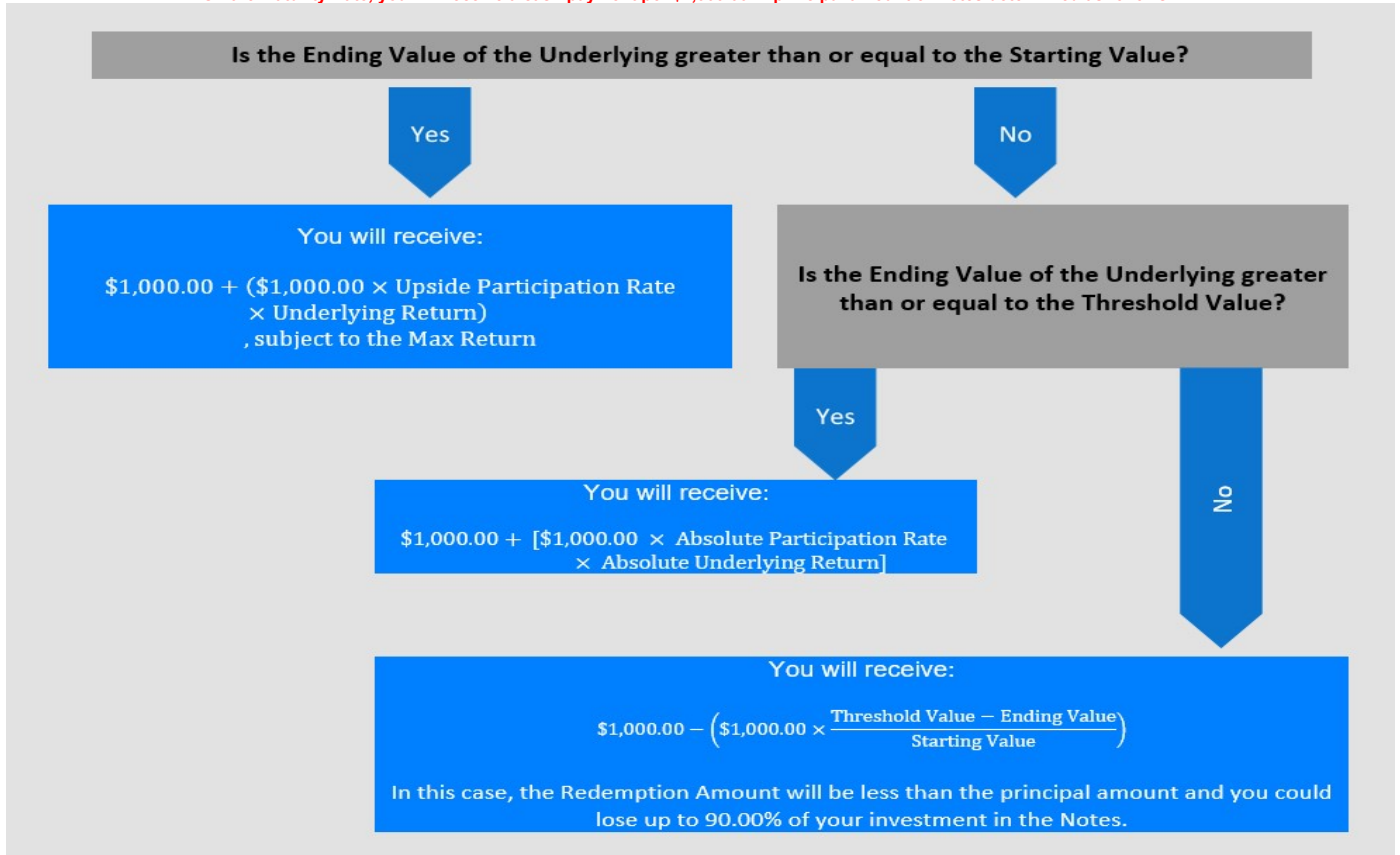 Is the Ending Value of the Underlying greater than or equal to the Starting Value?
Yes
No
You will receive:
$1,000.00 + ($1,000.00 × Upside Participation Rate
× Underlying Return)
, subject to the Max Return
Is the Ending Value of the Underlying greater
than or equal to the Threshold Value?
Yes
No
You will receive:
$1,000.00 + [$1,000.00 × Absolute Participation Rate
× Absolute Underlying Return]
You will receive:
$1,000.00 − ($1,000.00 × Threshold Value − Ending Value
Starting Value)
In this case, the Redemption Amount will be less than the principal amount and you could
lose up to 90.00% of your investment in the Notes.